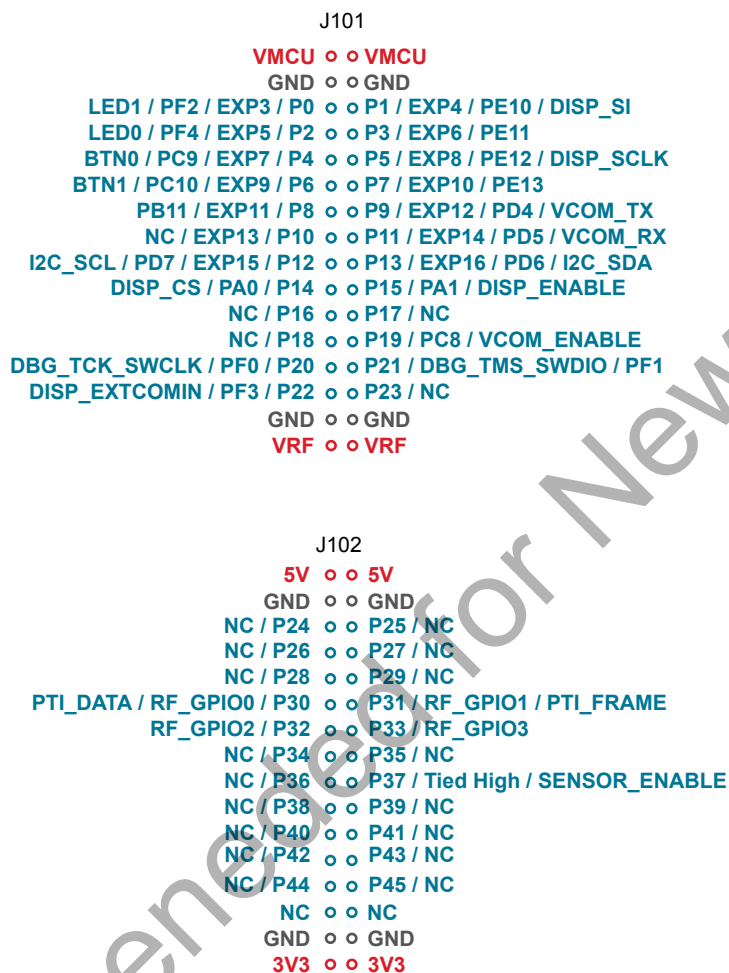 J101
VMCU VMCU
GND GND
LED1 / PF2 / EXP3 / P0 P1 / EXP4 / PE10 / DISP_SI
LED0 / PF4 / EXP5 / P2 P3 / EXP6 / PE11
BTN0 / PC9 / EXP7 / P4 P5 / EXP8 / PE12 / DISP_SCLK
BTN1 / PC10 / EXP9 / P6 P7 / EXP10 / PE13
PB11 / EXP11 / P8 P9 / EXP12 / PD4 / VCOM_TX
NC / EXP13 / P10 P11 / EXP14 / PD5 / VCOM_RX
I2C_SCL / PD7 / EXP15 / P12 P13 / EXP16 / PD6 / I2C_SDA
DISP_CS / PA0 / P14 P15 / PA1 / DISP_ENABLE
NC / P16 P17 / NC
NC / P18 P19 / PC8 / VCOM_ENABLE
DBG_TCK_SWCLK / PF0 / P20 P21 / DBG_TMS_SWDIO / PF1
DISP_EXTCOMIN / PF3 / P22 P23 / NC
GND GND
VRF VRF
J102
5V 5V
GND GND
NC / P24 P25 / NC
NC / P26 P27 / NC
NC / P28 P29 / NC
PTI_DATA / RF_GPIO0 / P30 P31 / RF_GPIO1 / PTI_FRAME
RF_GPIO2 / P32 P33 / RF_GPIO3
NC / P34 P35 / NC
NC / P36 P37 / Tied High / SENSOR_ENABLE
NC / P38 P39 / NC
NC / P40 P41 / NC
NC / P42 P43 / NC
NC / P44 P45 / NC
NC NC
GND GND
3V3 3V3
for New